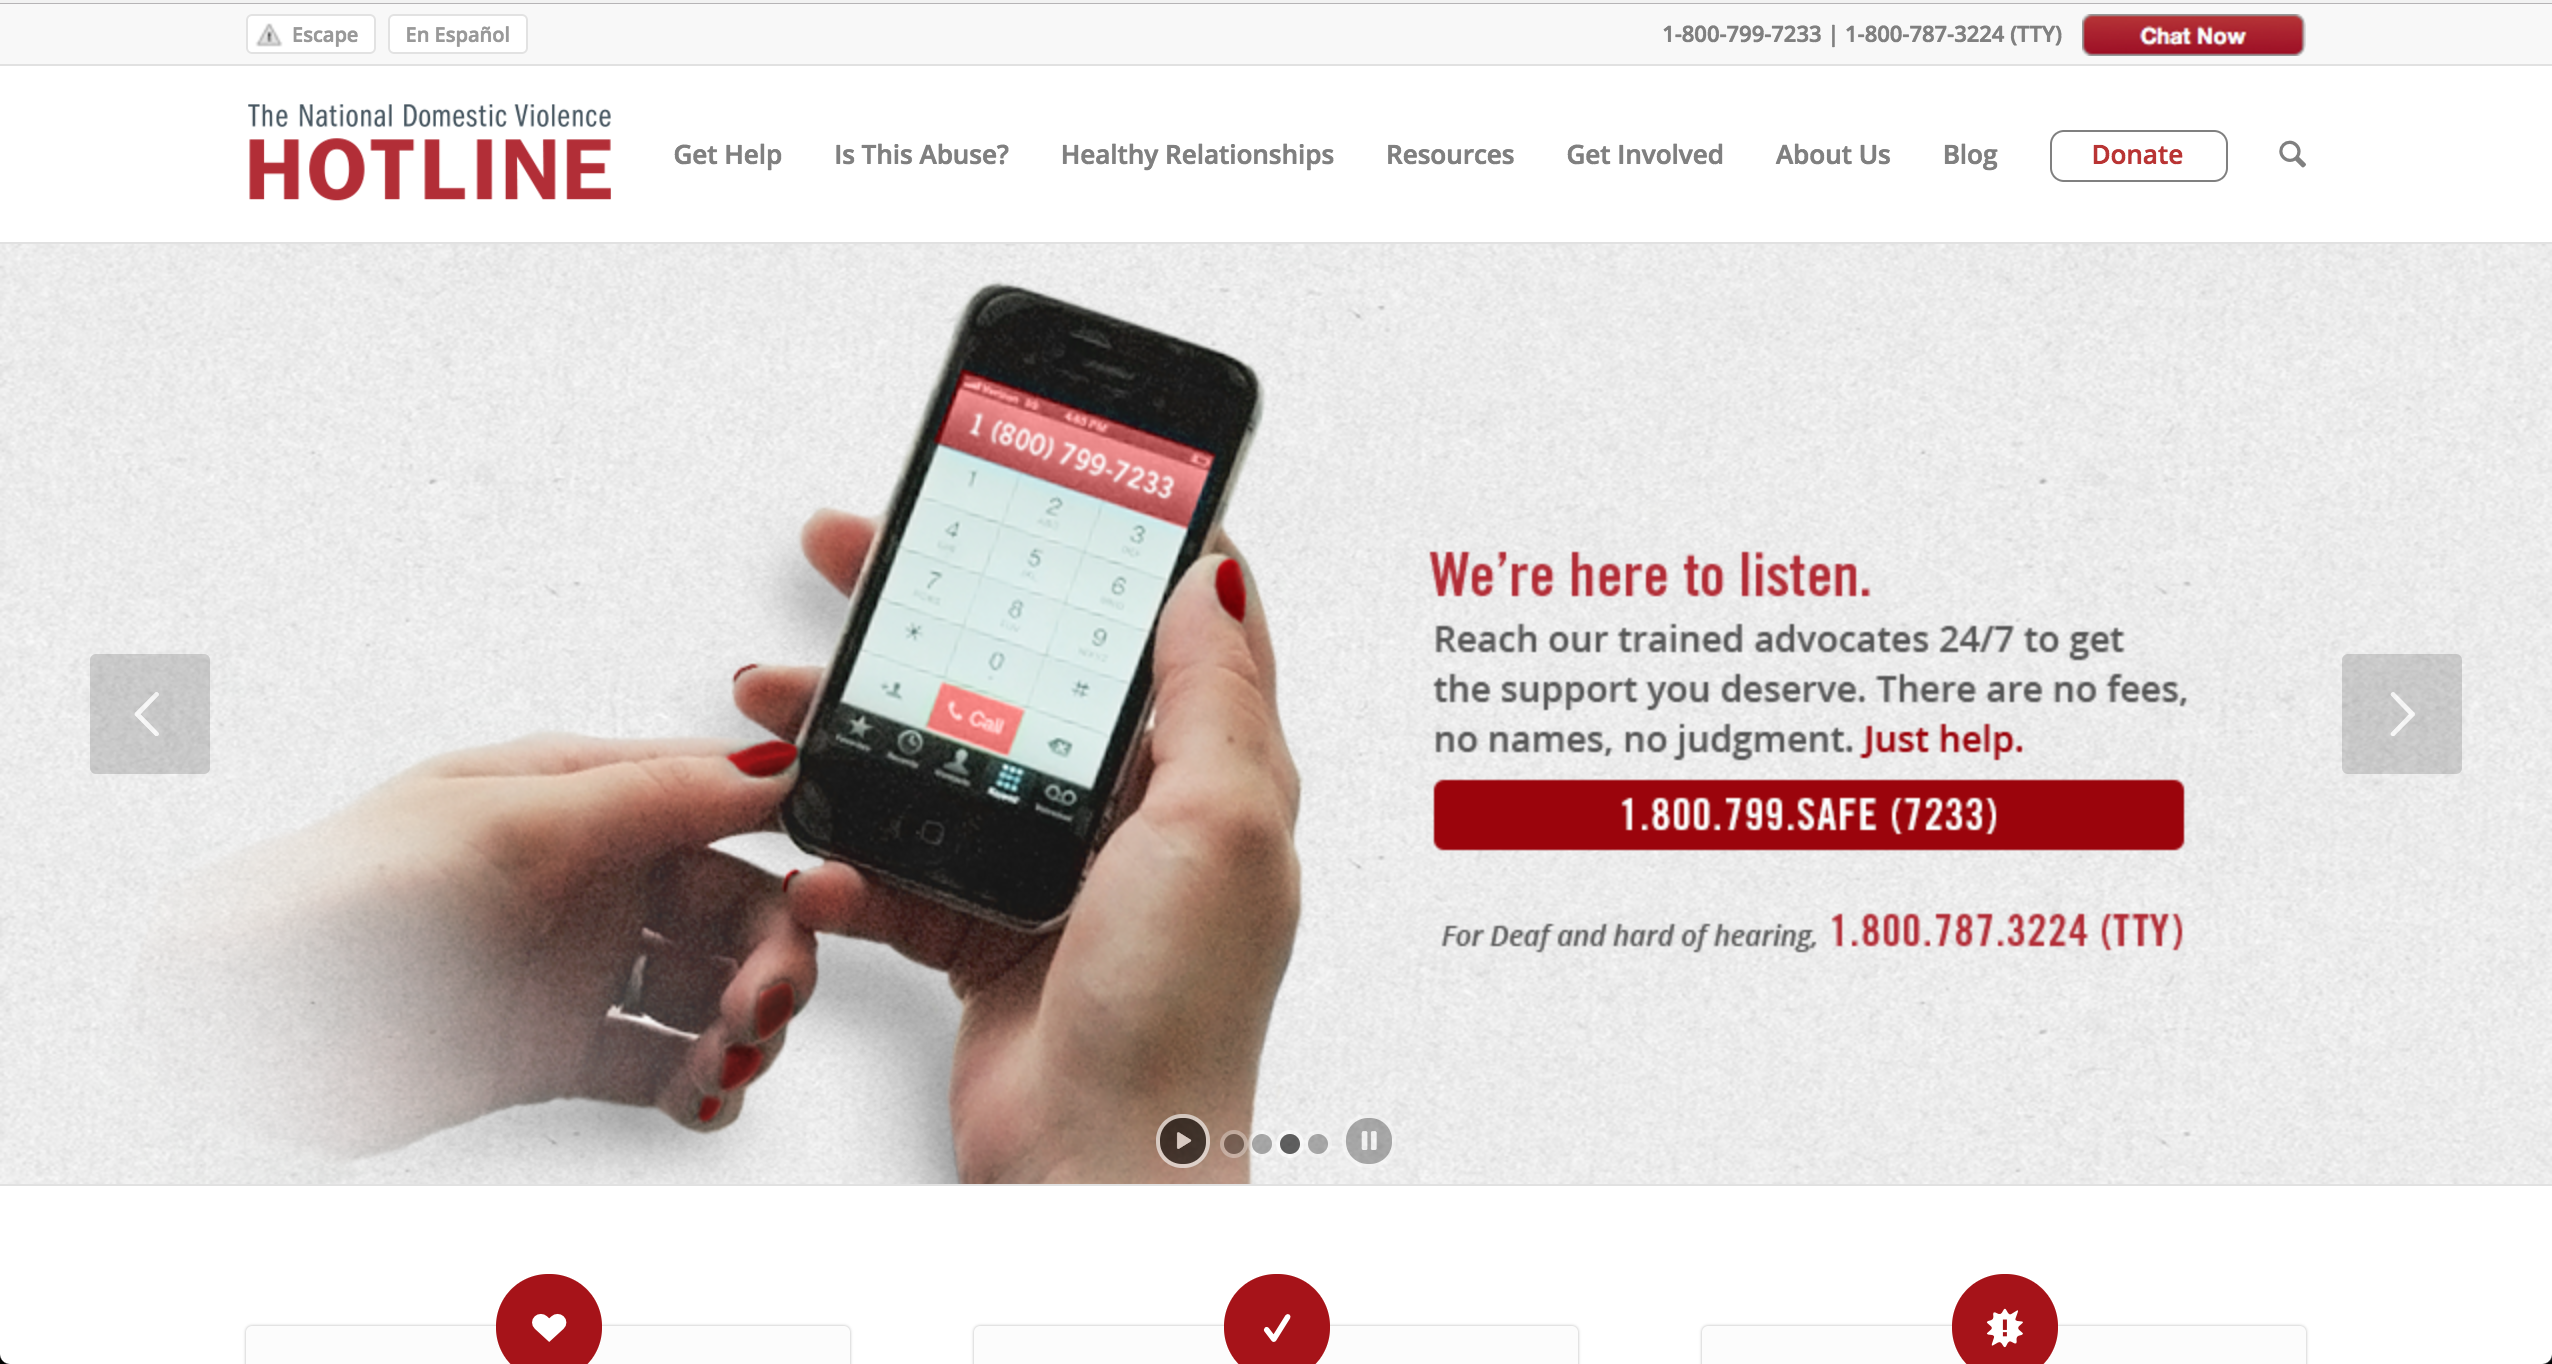 Escape
En Español
1-800-799-7233 | 1-800-787-3224 (TTY)
Chat Now
The National Domestic Violence
HOTLINE
Get Help
Is This Abuse?
Healthy Relationships
Resources
Get Involved
About Us
Blog
Donate
1 (800) 799-7233
1
2
3
4
5
6
7
8
9
*
0
#
Call
We're here to listen.
Reach our trained advocates 24/7 to get
the support you deserve. There are no fees,
no names, no judgment. Just help.
1.800.799.SAFE (7233)
For Deaf and hard of hearing, 1.800.787.3224 (TTY)